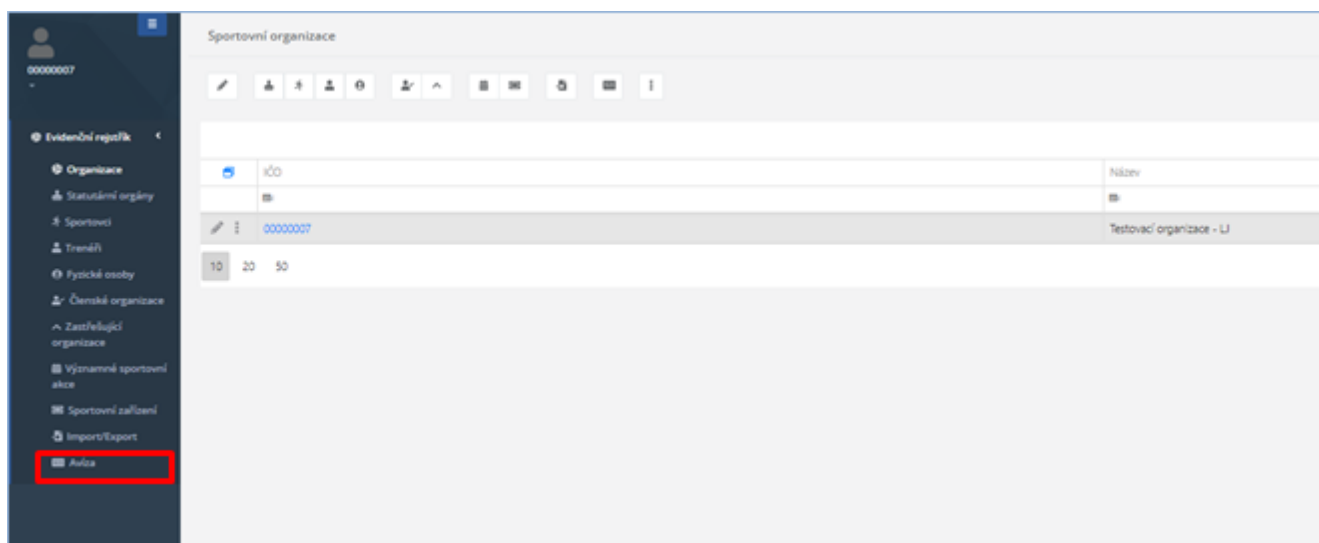 Sportovní organizace
00000007
Evidenční rejstřík
Organizace
Statutární orgány
Sportovci
Trenéři
Fyzické osoby
Členské organizace
Zastřešující
organizace
Významné sportovní
akce
Sportovní zařízení
Import/Export
Avíza
IČO
Název
00000007
Testovací organizace - LJ
10 20 50